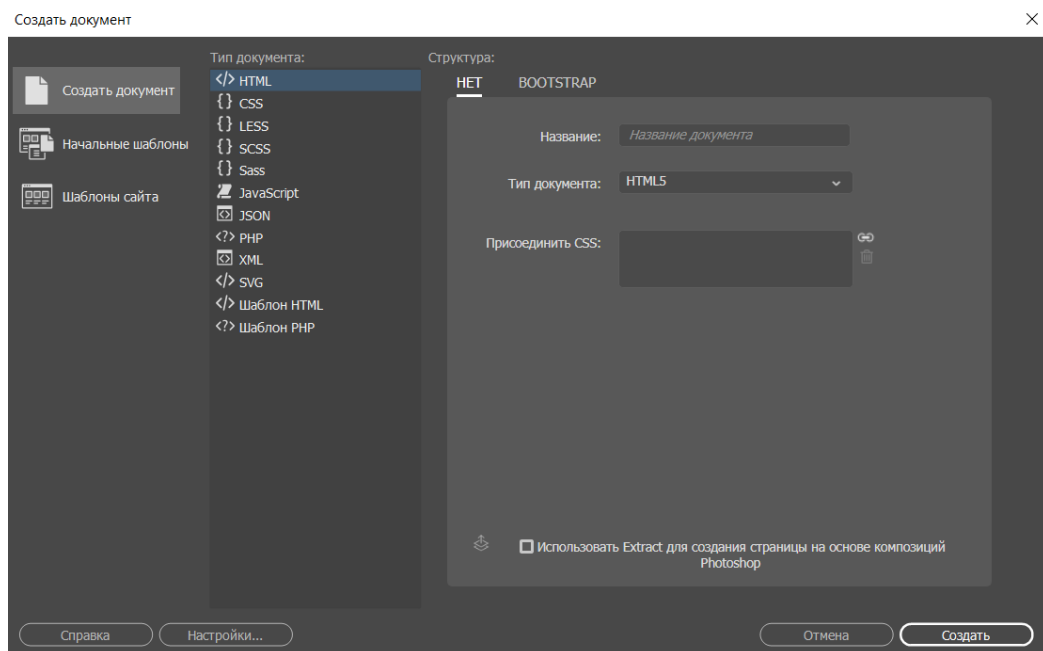 Создать документ
Создать документ
Начальные шаблоны
Шаблоны сайта
Тип документа:
</> HTML
{} CSS
{} LESS
{} SCSS
{} Sass
JavaScript
JSON
<?> PHP
XML
</> SVG
</> Шаблон HTML
<?> Шаблон PHP
Структура:
НЕТ BOOTSTRAP
Название: Название документа
Тип документа: HTML5
Присоединить CSS:
Использовать Extract для создания страницы на основе композиций
Photoshop
Справка Настройки... Отмена Создать